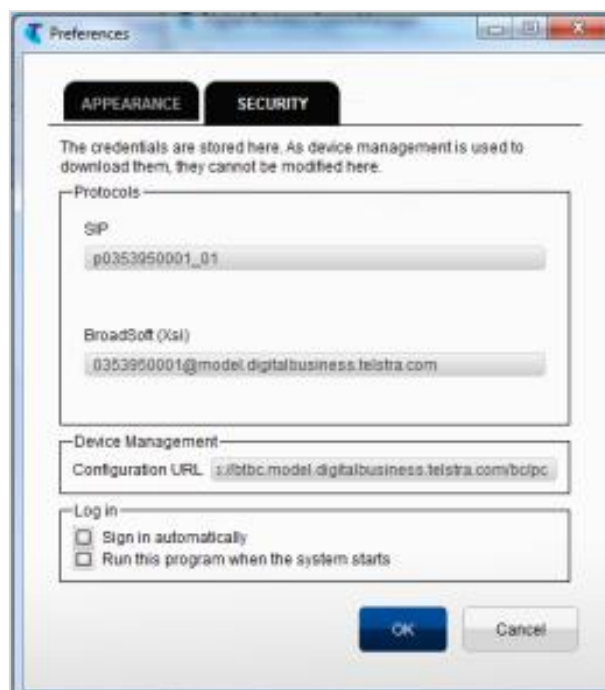 Preferences
APPEARANCE
SECURITY
The credentials are stored here. As device management is used to
download them, they cannot be modified here.
Protocols
SIP
p0353950001_01
BroadSoft (Xsi)
0353950001@model.digitalbusiness.telstra.com
Device Management
Configuration URL s://btbc.model.digitalbusiness.telstra.com/bc/pc
Log in
Sign in automatically
Run this program when the system starts
OK
Cancel